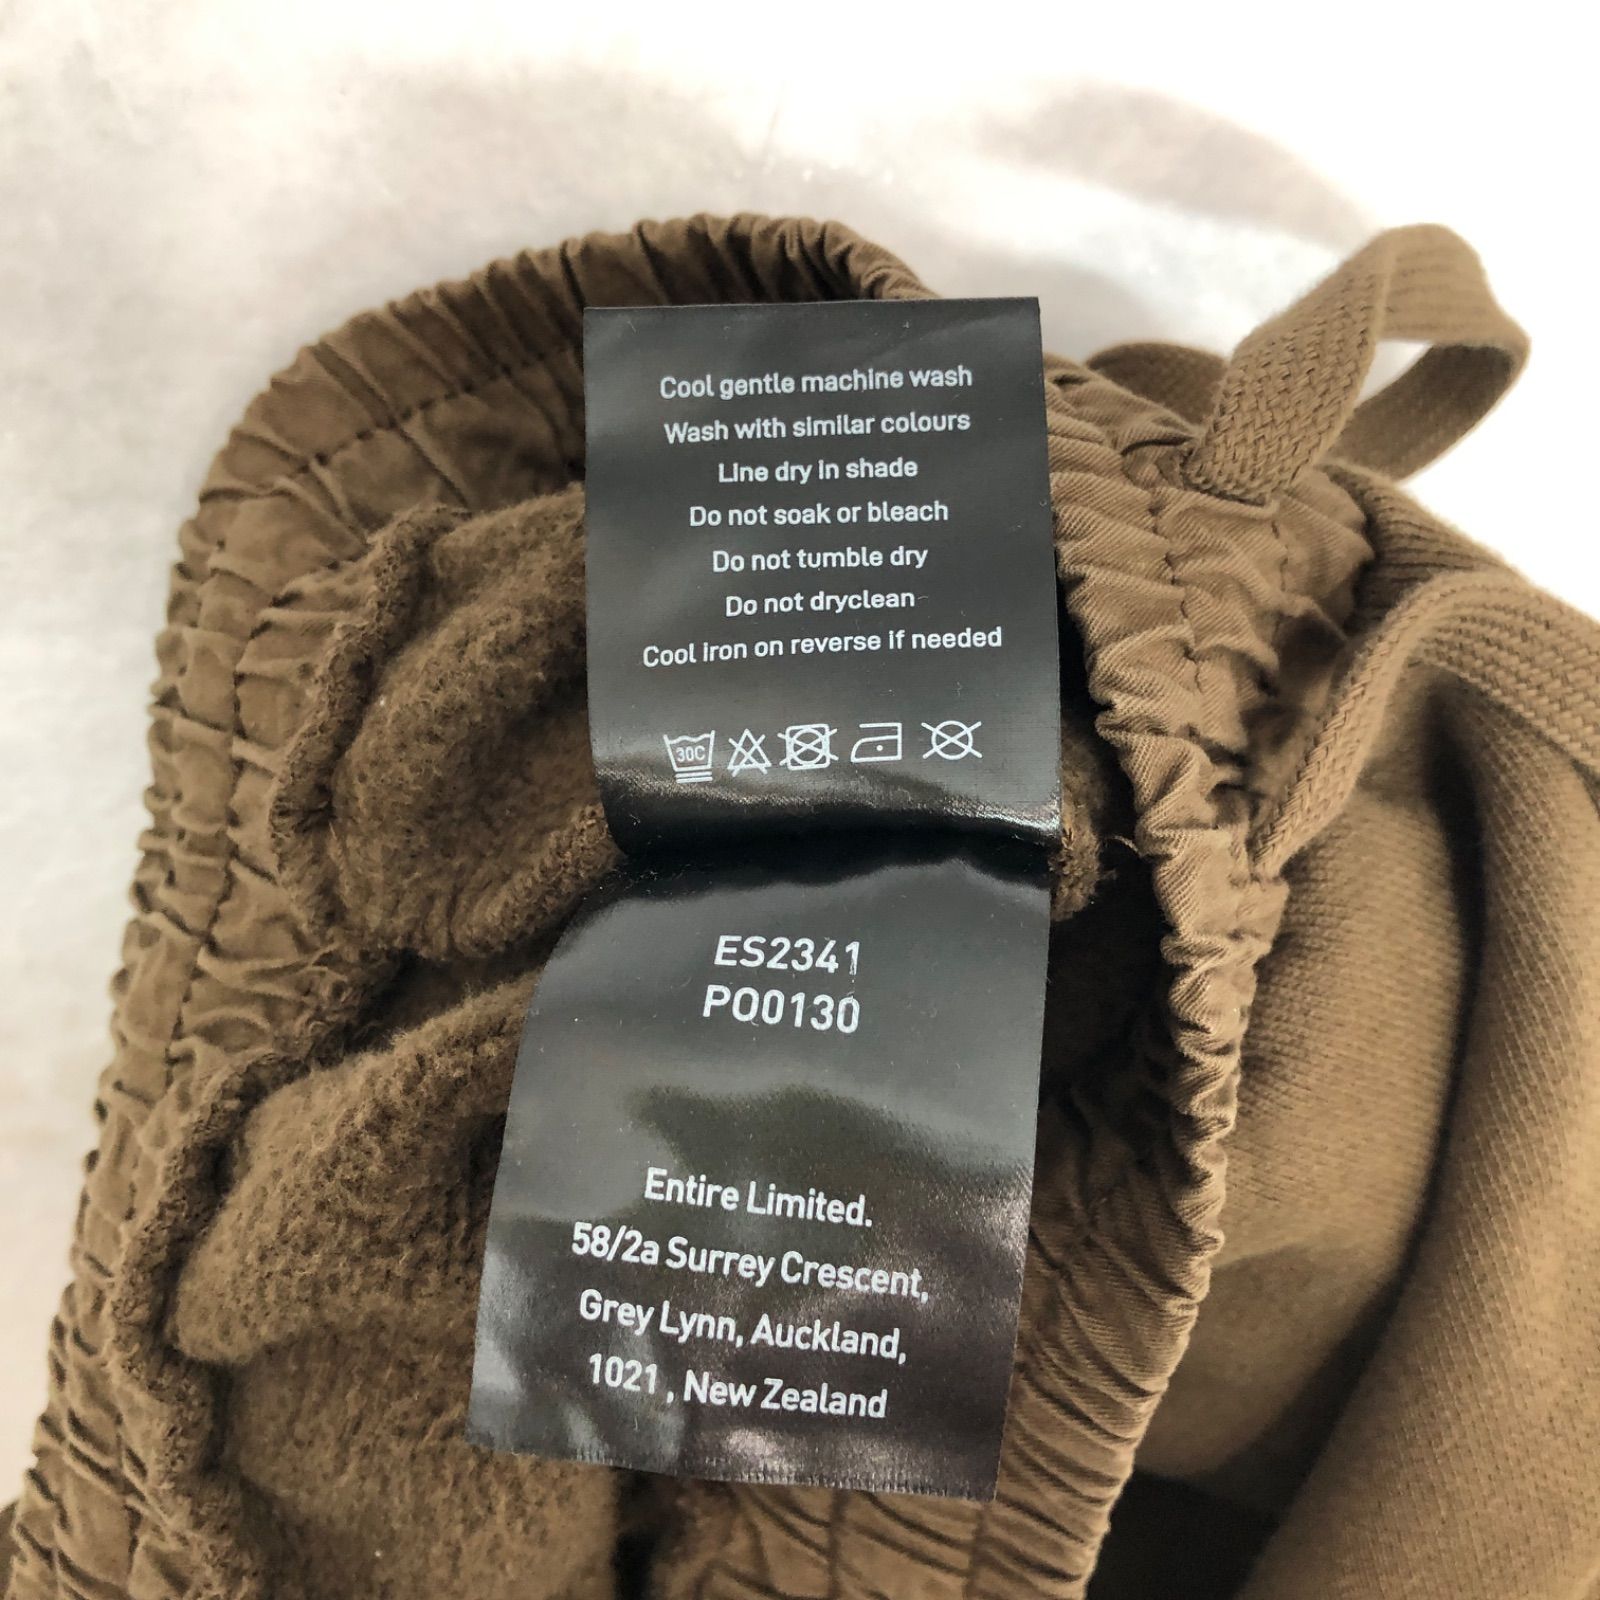 Cool gentle machine wash
Wash with similar colours
Line dry in shade
Do not soak or bleach
Do not tumble dry
Do not dryclean
Cool iron on reverse if needed
30C
ES2341
PO0130
Entire Limited.
58/2a Surrey Crescent,
Grey Lynn, Auckland,
1021 , New Zealand